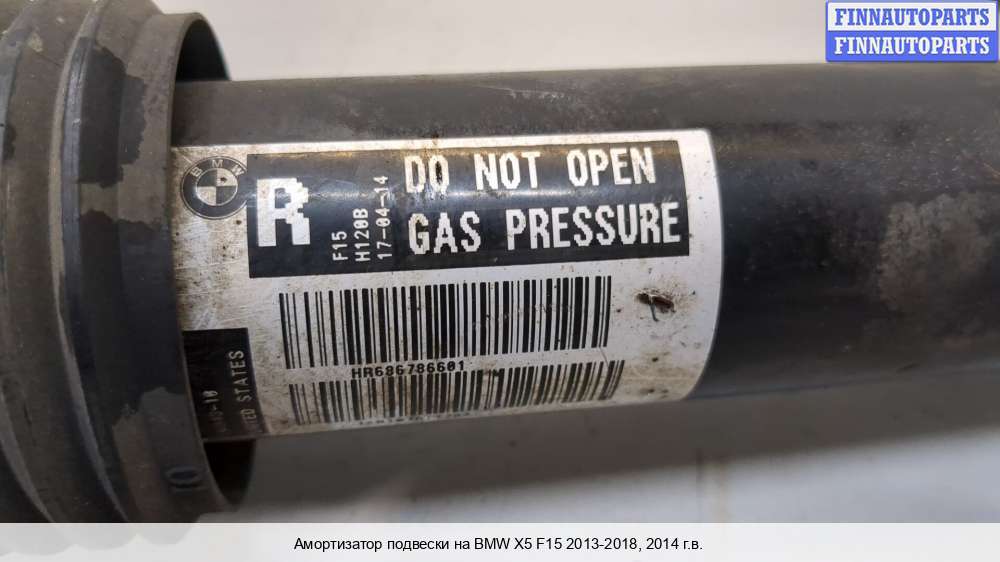 FINNAUTOPARTS
FINNAUTOPARTS
BMW
R
F15
H120B
17-04-14
DO NOT OPEN
GAS PRESSURE
HR686786601
STATES
10
Амортизатор подвески на BMW X5 F15 2013-2018, 2014 г.в.